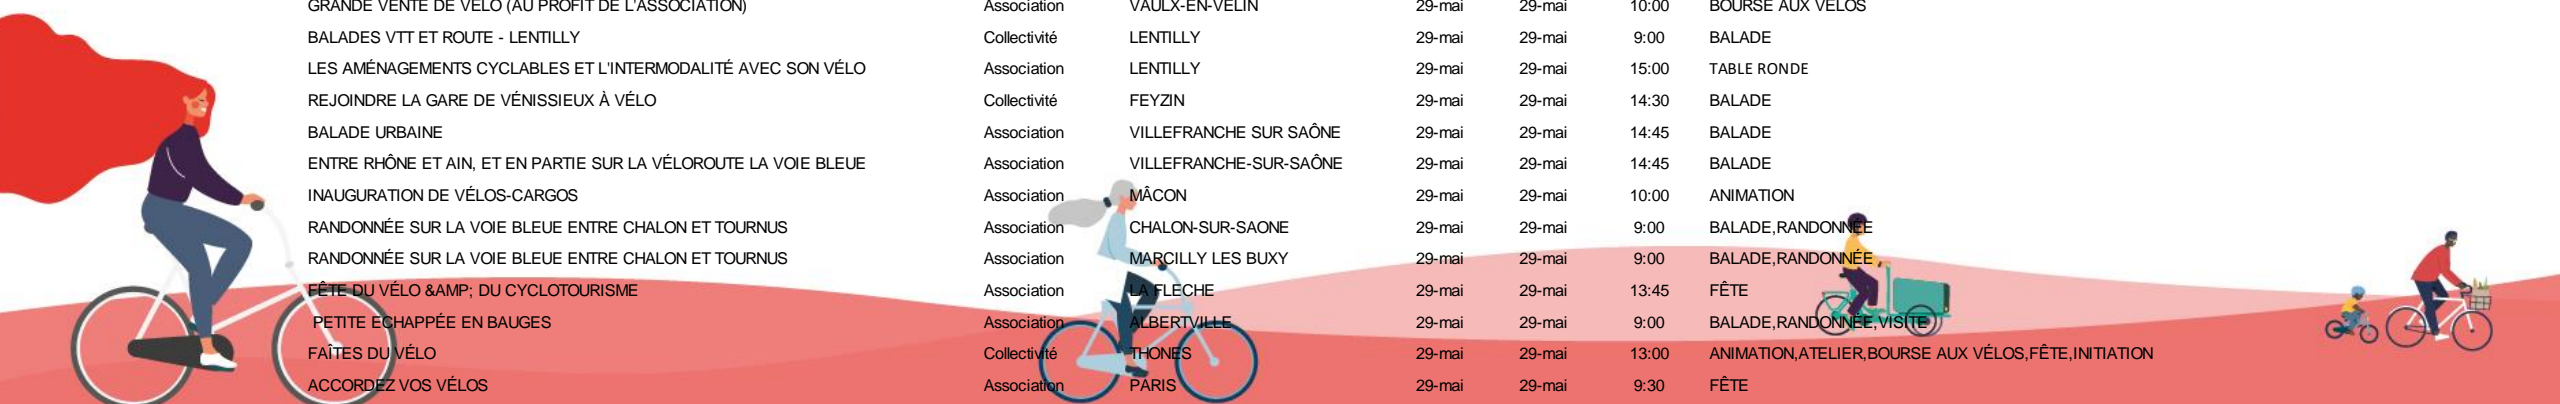 GRANDE VENTE DE VÉLO (AU PROFIT DE L'ASSOCIATION) Association VAULX-EN-VELIN 29-mai 29-mai 10:00 BOURSE AUX VÉLOS
BALADES VTT ET ROUTE - LENTILLY Collectivité LENTILLY 29-mai 29-mai 9:00 BALADE
LES AMÉNAGEMENTS CYCLABLES ET L'INTERMODALITÉ AVEC SON VÉLO Association LENTILLY 29-mai 29-mai 15:00 TABLE RONDE
REJOINDRE LA GARE DE VÉNISSIEUX À VÉLO Collectivité FEYZIN 29-mai 29-mai 14:30 BALADE
BALADE URBAINE Association VILLEFRANCHE SUR SAÔNE 29-mai 29-mai 14:45 BALADE
ENTRE RHÔNE ET AIN, ET EN PARTIE SUR LA VÉLOROUTE LA VOIE BLEUE Association VILLEFRANCHE-SUR-SAÔNE 29-mai 29-mai 14:45 BALADE
INAUGURATION DE VÉLOS-CARGOS Association MÂCON 29-mai 29-mai 10:00 ANIMATION
RANDONNÉE SUR LA VOIE BLEUE ENTRE CHALON ET TOURNUS Association CHALON-SUR-SAONE 29-mai 29-mai 9:00 BALADE,RANDONNÉE
RANDONNÉE SUR LA VOIE BLEUE ENTRE CHALON ET TOURNUS Association MARCILLY LES BUXY 29-mai 29-mai 9:00 BALADE,RANDONNÉE
FÊTE DU VÉLO &AMP; DU CYCLOTOURISME Association LA FLECHE 29-mai 29-mai 13:45 FÊTE
PETITE ECHAPPÉE EN BAUGES Association ALBERTVILLE 29-mai 29-mai 9:00 BALADE,RANDONNÉE,VISITE
FAÎTES DU VÉLO Collectivité THONES 29-mai 29-mai 13:00 ANIMATION,ATELIER,BOURSE AUX VÉLOS,FÊTE,INITIATION
ACCORDEZ VOS VÉLOS Association PARIS 29-mai 29-mai 9:30 FÊTE